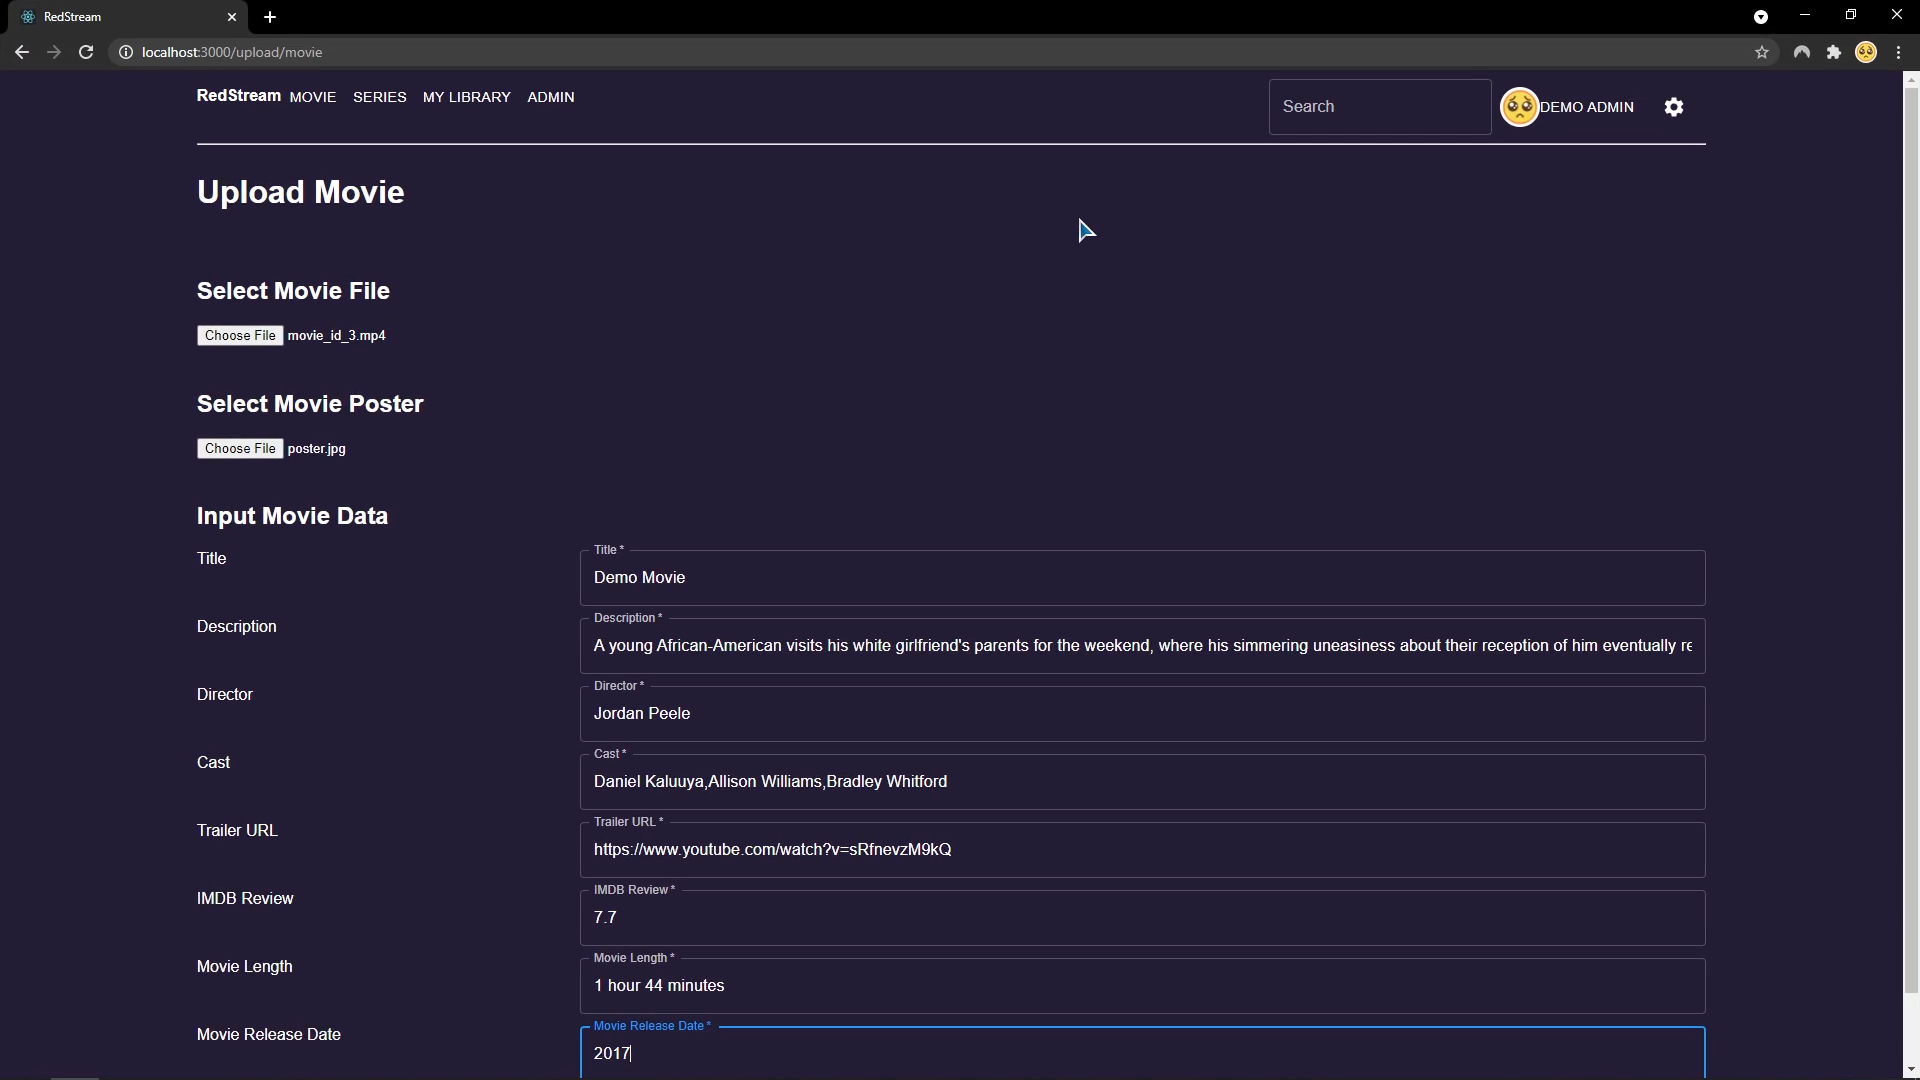 RedStream
localhost:3000/upload/movie
RedStream MOVIE SERIES MY LIBRARY ADMIN
Search
DEMO ADMIN
Upload Movie
Select Movie File
Choose File movie_id_3.mp4
Select Movie Poster
Choose File poster.jpg
Input Movie Data
Title
Title *
Demo Movie
Description
Description *
A young African-American visits his white girlfriend's parents for the weekend, where his simmering uneasiness about their reception of him eventually re
Director
Director *
Jordan Peele
Cast
Cast *
Daniel Kaluuya,Allison Williams,Bradley Whitford
Trailer URL
Trailer URL *
https://www.youtube.com/watch?v=sRfnevzM9kQ
IMDB Review
IMDB Review *
7.7
Movie Length
Movie Length *
1 hour 44 minutes
Movie Release Date
Movie Release Date *
2017